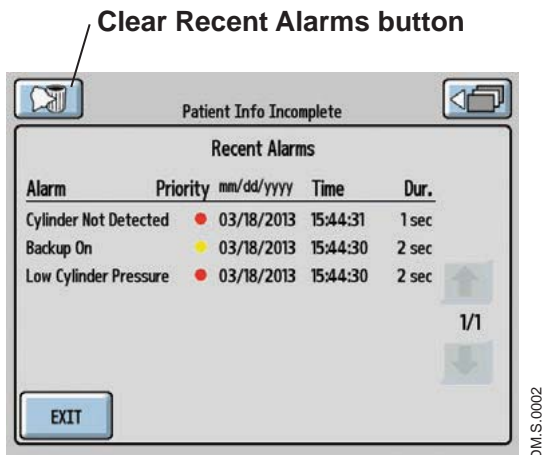 Clear Recent Alarms button
Patient Info Incomplete
Recent Alarms
Alarm Priority mm/dd/yyyy Time Dur.
Cylinder Not Detected 03/18/2013 15:44:31 1 sec
Backup On 03/18/2013 15:44:30 2 sec
Low Cylinder Pressure 03/18/2013 15:44:30 2 sec
1/1
EXIT
OM.S.0002